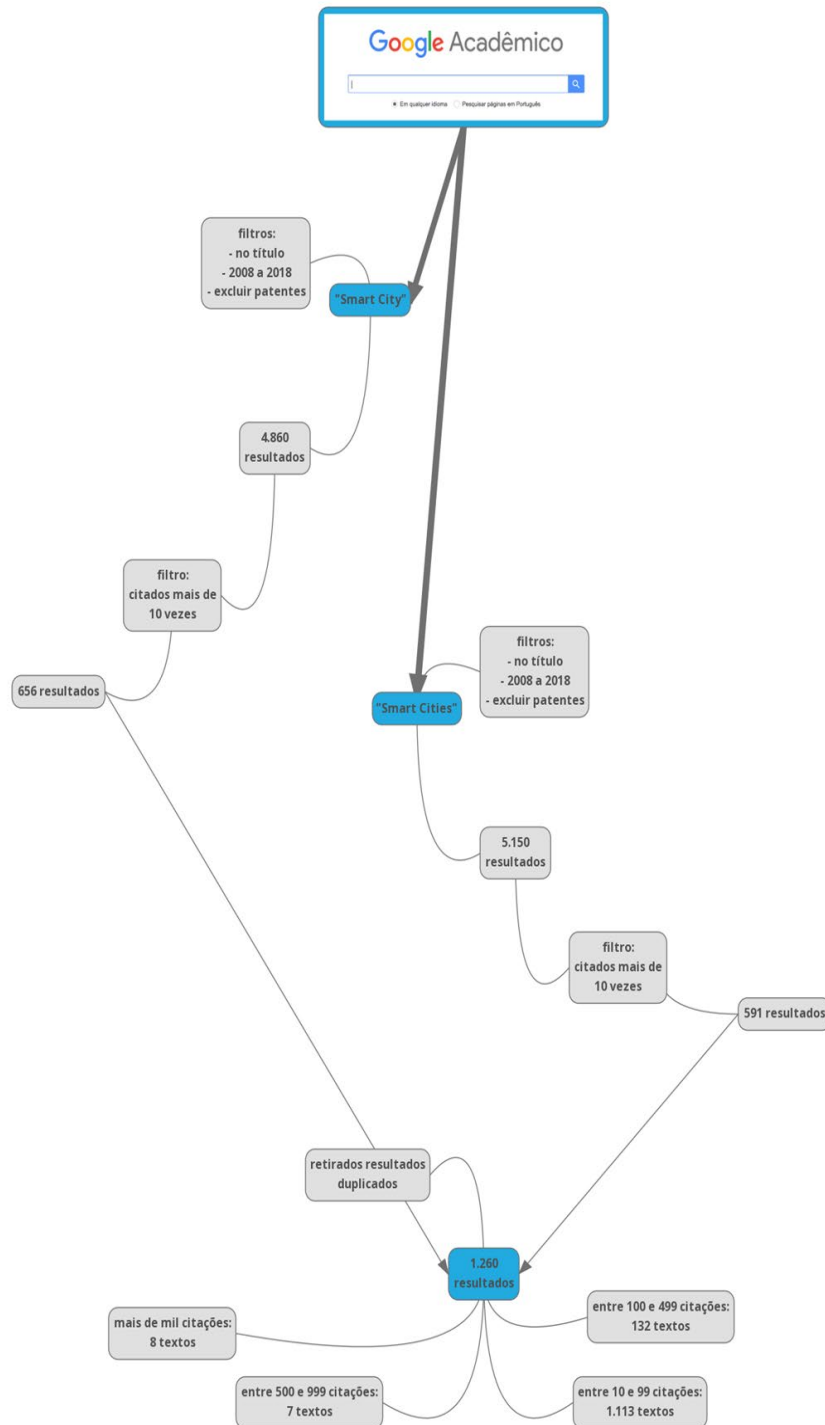 Google Acadêmico
Em qualquer idioma Pesquisar páginas em Português
filtros:
- no título
- 2008 a 2018
- excluir patentes
"Smart City"
4.860
resultados
filtro:
citados mais de
10 vezes
656 resultados
filtros:
- no título
- 2008 a 2018
- excluir patentes
"Smart Cities"
5.150
resultados
filtro:
citados mais de
10 vezes
591 resultados
retirados resultados
duplicados
1.260
resultados
mais de mil citações:
8 textos
entre 100 e 499 citações:
132 textos
entre 500 e 999 citações:
7 textos
entre 10 e 99 citações:
1.113 textos